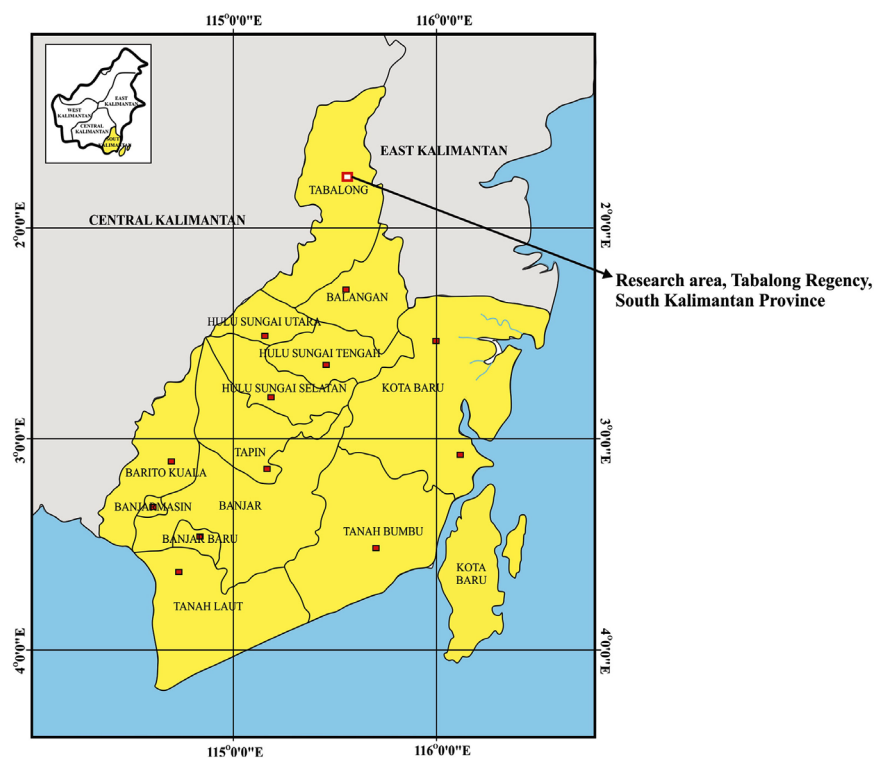 115°0'0"E
116°0'0"E
WEST
KALIMANTAN
EAST
KALIMANTAN
CENTRAL
KALIMANTAN
SOUTH
KALIMANTAN
EAST KALIMANTAN
TABALONG
CENTRAL KALIMANTAN
2°0'0"E
2°0'0"E
Research area, Tabalong Regency,
South Kalimantan Province
BALANGAN
HULU SUNGAI UTARA
HULU SUNGAI TENGAH
HULU SUNGAI SELATAN
KOTA BARU
3°0'0"E
3°0'0"E
TAPIN
BARITO KUALA
BANJARMASIN
BANJAR
BANJAR BARU
TANAH BUMBU
KOTA
BARU
TANAH LAUT
4°0'0"E
4°0'0"E
115°0'0"E
116°0'0"E